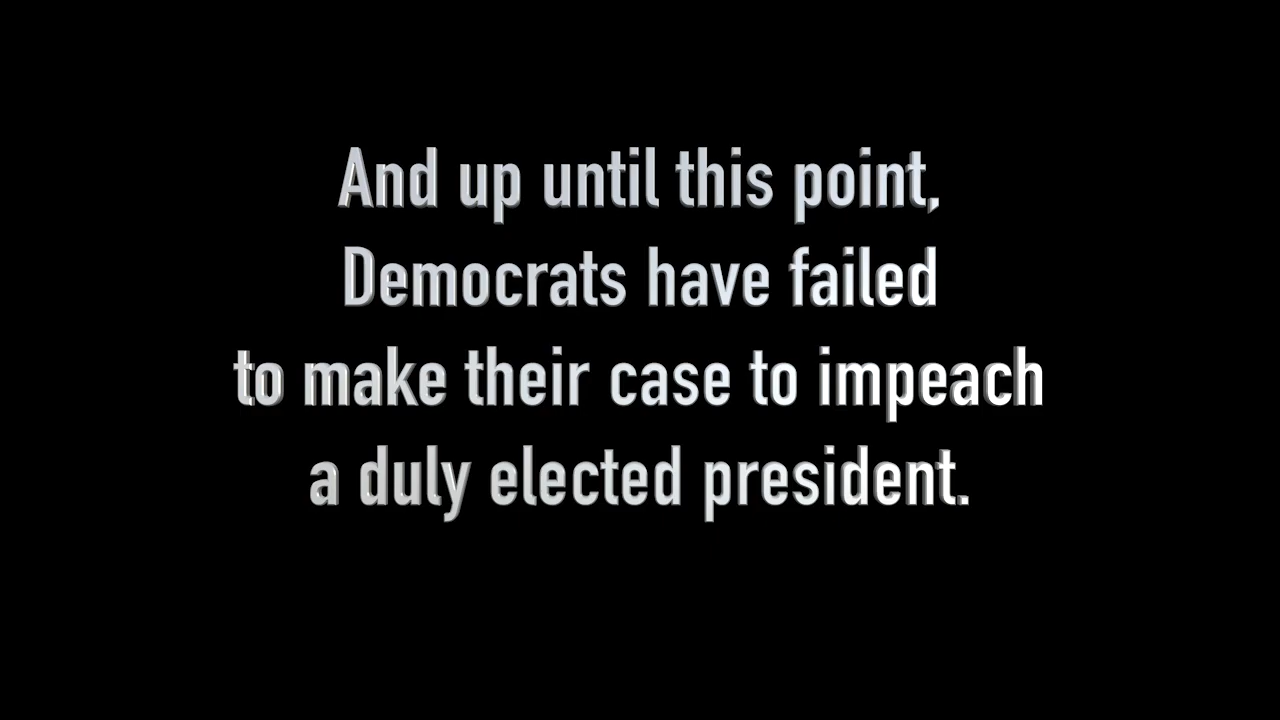 And up until this point,
Democrats have failed
to make their case to impeach
a duly elected president.